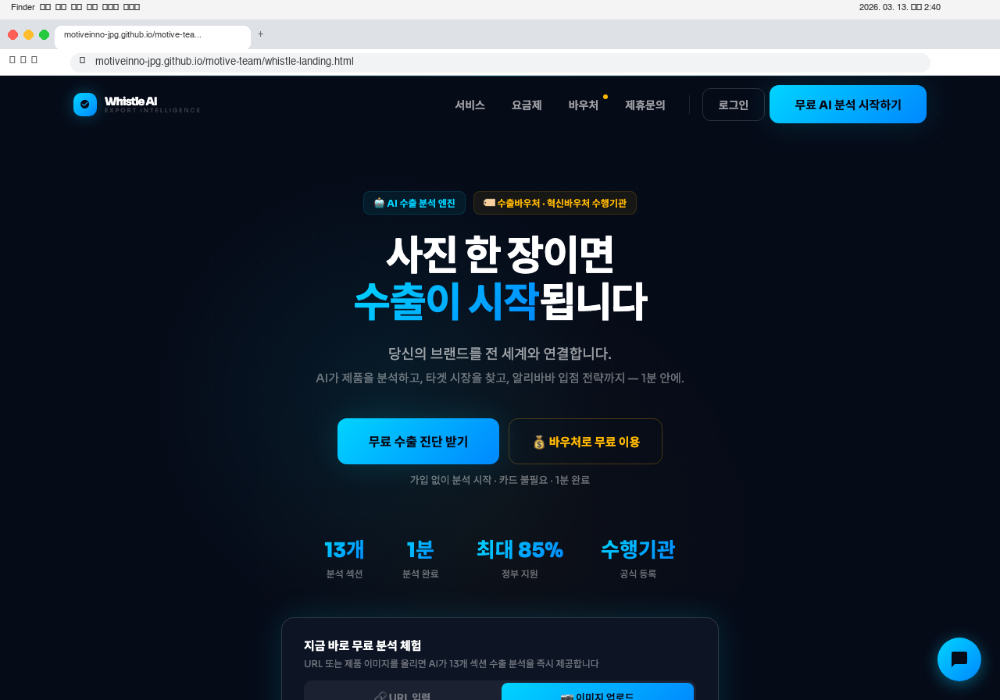 Finder
2026. 03. 13. 2:40
motiveinno-jpg.github.io/motive-tea...
+
motiveinno-jpg.github.io/motive-team/whistle-landing.html
Whistle AI
EXPORT INTELLIGENCE
서비스
요금제
바우처
제휴문의
로그인
무료 AI 분석 시작하기
AI 수출 분석 엔진
수출바우처 · 혁신바우처 수행기관
사진 한 장이면
수출이 시작됩니다
당신의 브랜드를 전 세계와 연결합니다.
AI가 제품을 분석하고, 타겟 시장을 찾고, 알리바바 입점 전략까지 — 1분 안에.
무료 수출 진단 받기
💰 바우처로 무료 이용
가입 없이 분석 시작 · 카드 불필요 · 1분 완료
13개
분석 섹션
1분
분석 완료
최대 85%
정부 지원
수행기관
공식 등록
지금 바로 무료 분석 체험
URL 또는 제품 이미지를 올리면 AI가 13개 섹션 수출 분석을 즉시 제공합니다
🔗 URL 입력
📷 이미지 업로드